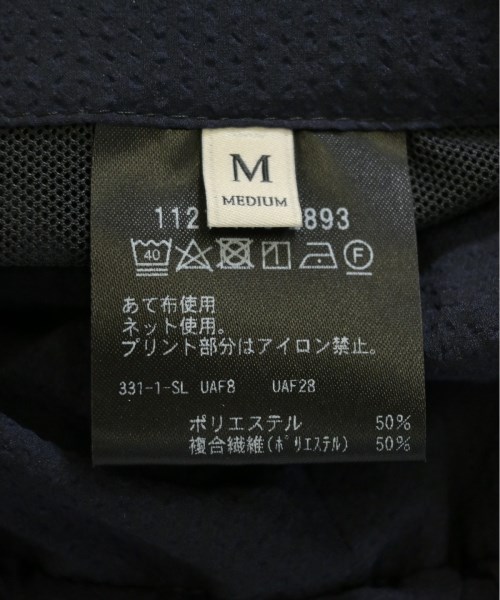 M
MEDIUM
112 893
40 F
あて布使用
ネット使用。
プリント部分はアイロン禁止。
331-1-SL UAF8 UAF28
ポリエステル 50%
複合繊維(ポリエステル) 50%